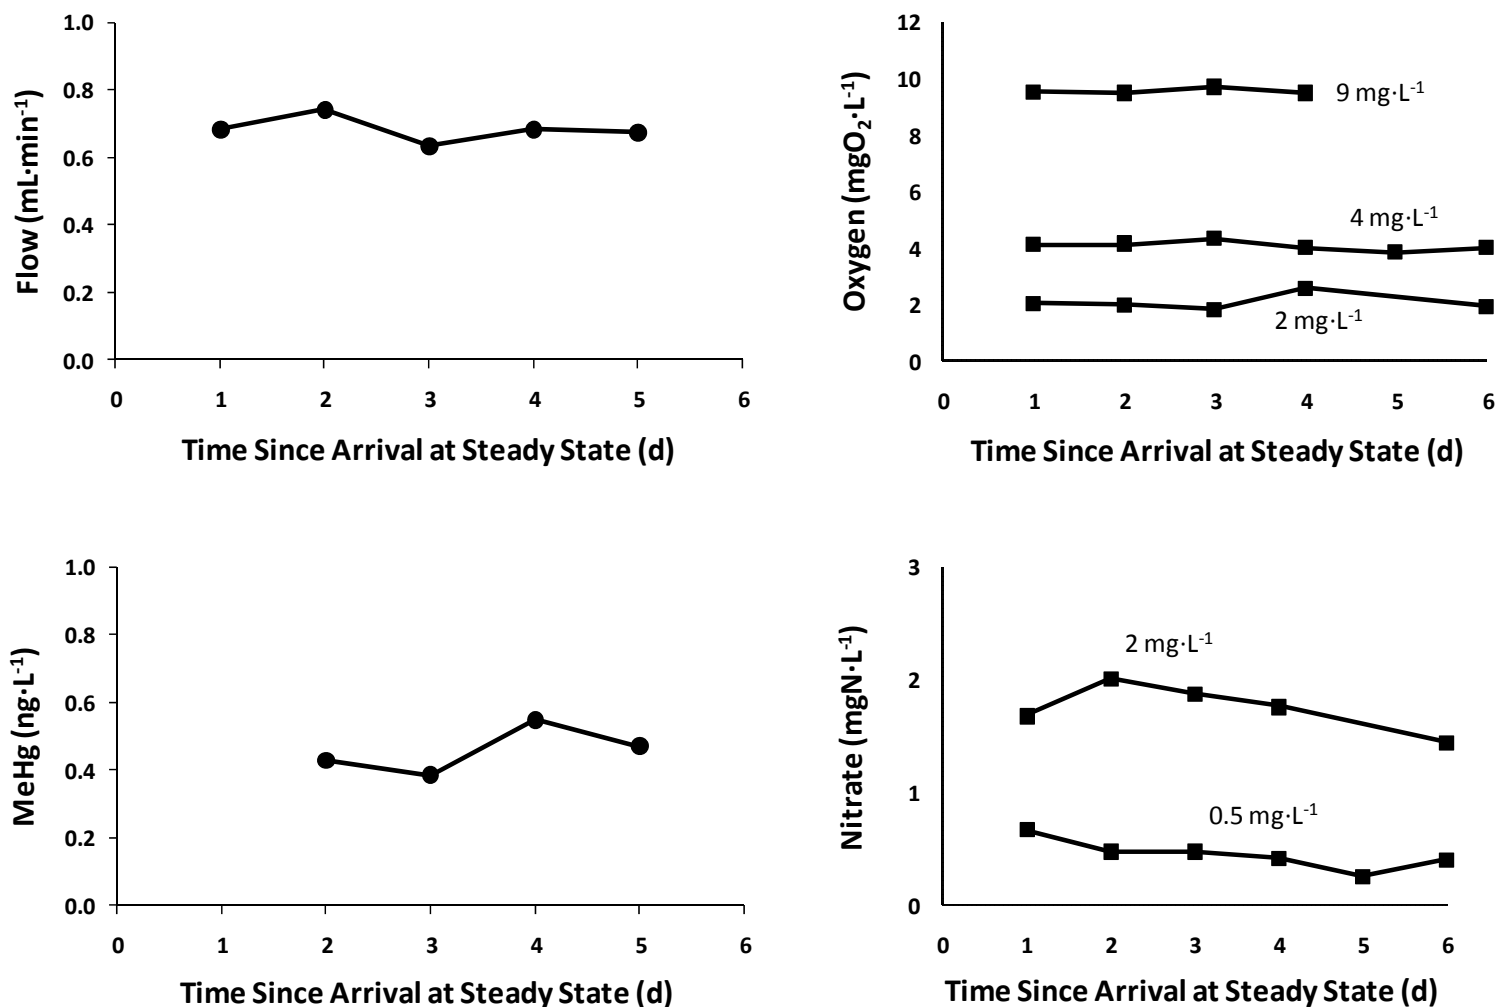 Flow (mL·min⁻¹)
1.0
0.8
0.6
0.4
0.2
0.0
0 1 2 3 4 5 6
Time Since Arrival at Steady State (d)
Oxygen (mgO₂·L⁻¹)
12
10
8
6
4
2
0
9 mg·L⁻¹
4 mg·L⁻¹
2 mg·L⁻¹
0 1 2 3 4 5 6
Time Since Arrival at Steady State (d)
MeHg (ng·L⁻¹)
1.0
0.8
0.6
0.4
0.2
0.0
0 1 2 3 4 5 6
Time Since Arrival at Steady State (d)
Nitrate (mgN·L⁻¹)
3
2
1
0
2 mg·L⁻¹
0.5 mg·L⁻¹
0 1 2 3 4 5 6
Time Since Arrival at Steady State (d)